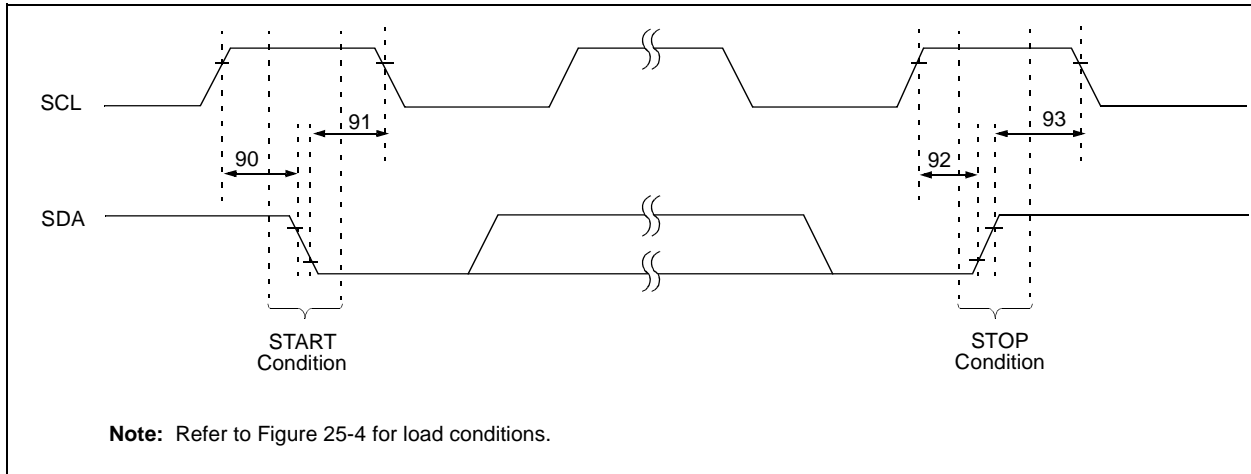 SCL
91
93
90
92
SDA
START
Condition
STOP
Condition
Note: Refer to Figure 25-4 for load conditions.